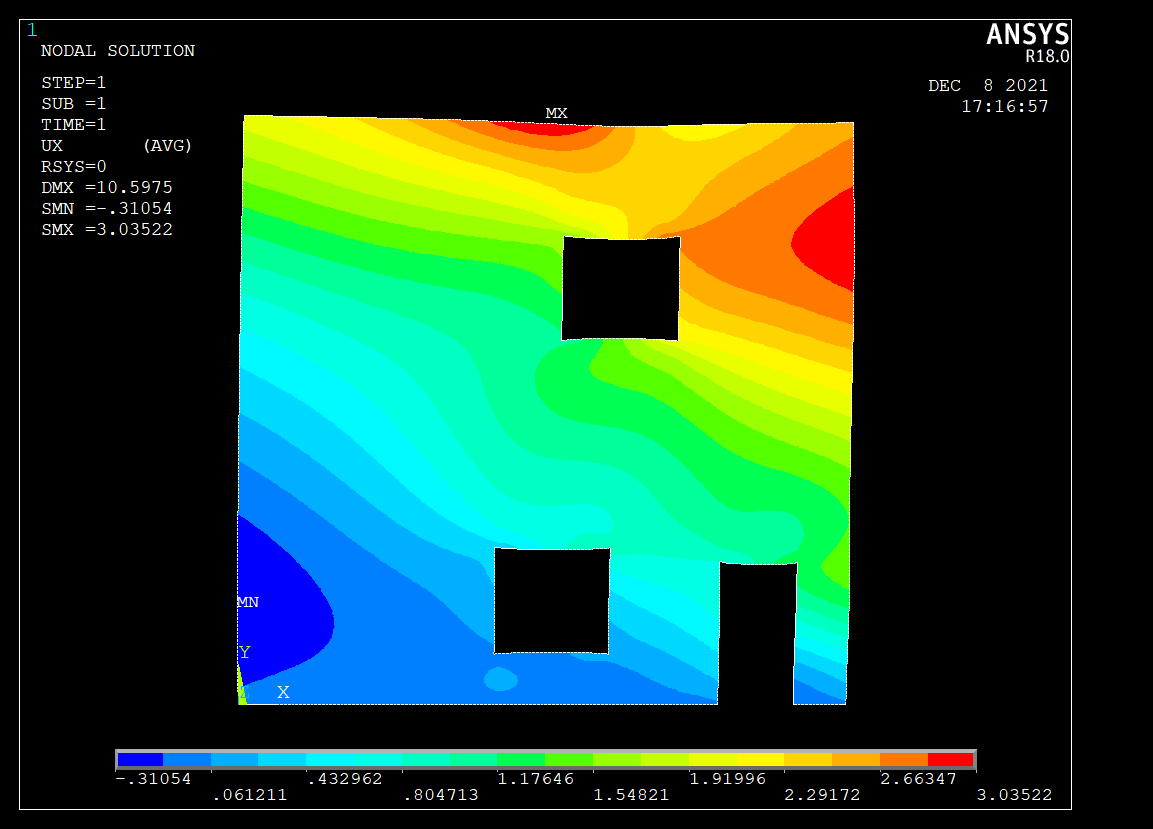 1
ANSYS
R18.0
NODAL SOLUTION
STEP=1
SUB =1
TIME=1
UX (AVG)
RSYS=0
DMX =10.5975
SMN =-.31054
SMX =3.03522
DEC 8 2021
17:16:57
MX
MN
Y
X
-.31054
.061211
.432962
.804713
1.17646
1.54821
1.91996
2.29172
2.66347
3.03522